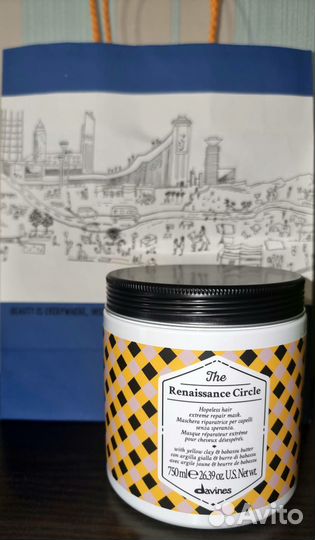 BEAUTY IS EVERYWHERE,
The
Renaissance Circle
Hopeless hair
extreme repair mask.
Maschera riparatrice per capelli
senza speranza.
Masque réparateur extrême
pour cheveux désespérés.
with yellow clay & babassu butter
con argilla gialla & burro di babassu
avec argile jaune & beurre de babassu
750 ml ℮ 26.39 oz. U.S. Net wt.
davines
Avito